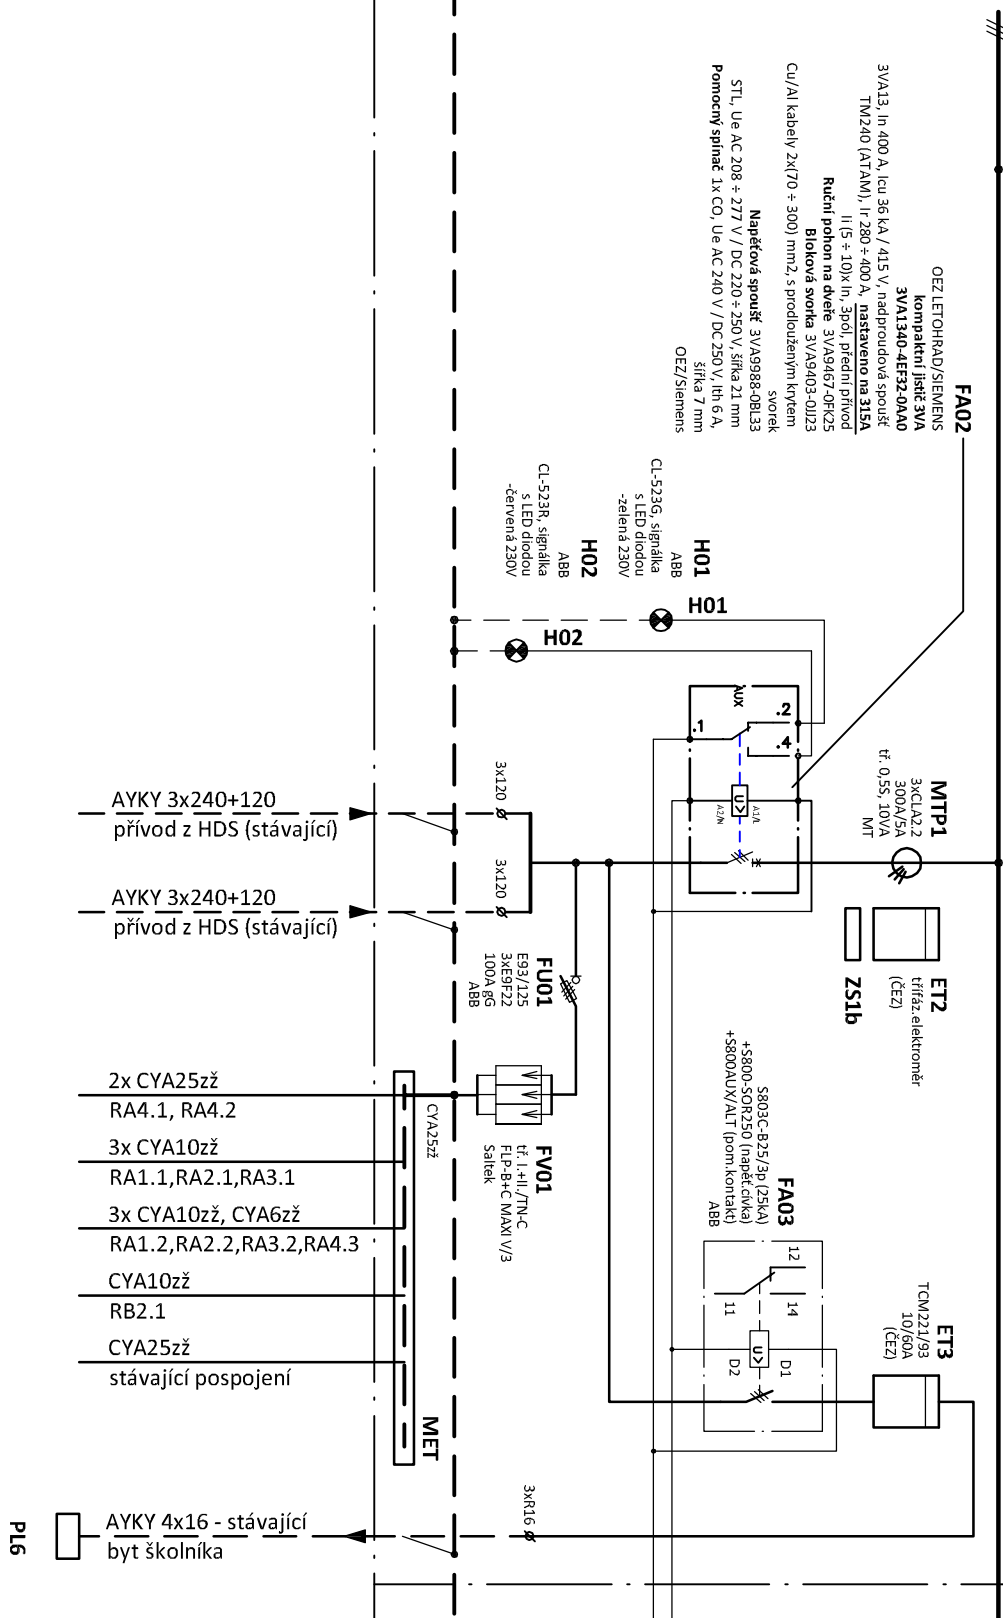 FA02
OEZ LETOHRAD/SIEMENS
kompaktní jistič 3VA
3VA1340-4EF32-0AA0
3VA13, In 400 A, Icu 36 kA / 415 V, nadproudová spoušť
TM240 (ATAM), Ir 280 ÷ 400 A, nastaveno na 315A
Ii (5 ÷ 10)x In, 3pól, přední přívod
Ruční pohon na dveře 3VA9467-0FK25
Bloková svorka 3VA9403-0JJ23
Cu/Al kabely 2x(70 ÷ 300) mm2, s prodlouženým krytem
svorek
Napěťová spoušť 3VA9988-0BL33
STL, Ue AC 208 ÷ 277 V / DC 220 ÷ 250 V, šířka 21 mm
Pomocný spínač 1x CO, Ue AC 240 V / DC 250 V, Ith 6 A,
šířka 7 mm
OEZ/Siemens
H01
ABB
CL-523G, signálka
s LED diodou
-zelená 230V
H02
ABB
CL-523R, signálka
s LED diodou
-červená 230V
H01
H02
AUX
.1
.2
.4
U>
A1/L
A2/N
MTP1
3xCLA2.2
300A/5A
tř. 0,5S, 10VA
MT
ET2
třífáz.elektroměr
(ČEZ)
ZS1b
3x120
3x120
AYKY 3x240+120
přívod z HDS (stávající)
AYKY 3x240+120
přívod z HDS (stávající)
FU01
E93/125
3xE9F22
100A gG
ABB
FV01
tř. I.+II./TN-C
FLP-B+C MAXI V/3
Saltek
CYA25zž
2x CYA25zž
RA4.1, RA4.2
3x CYA10zž
RA1.1,RA2.1,RA3.1
3x CYA10zž, CYA6zž
RA1.2,RA2.2,RA3.2,RA4.3
CYA10zž
RB2.1
CYA25zž
stávající pospojení
MET
FA03
S803C-B25/3p (25kA)
+S800-SOR250 (napěť.cívka)
+S800AUX/ALT (pom.kontakt)
ABB
12
11
14
U>
D1
D2
ET3
TCM221/93
10/60A
(ČEZ)
3xR16
AYKY 4x16 - stávající
byt školníka
PL6